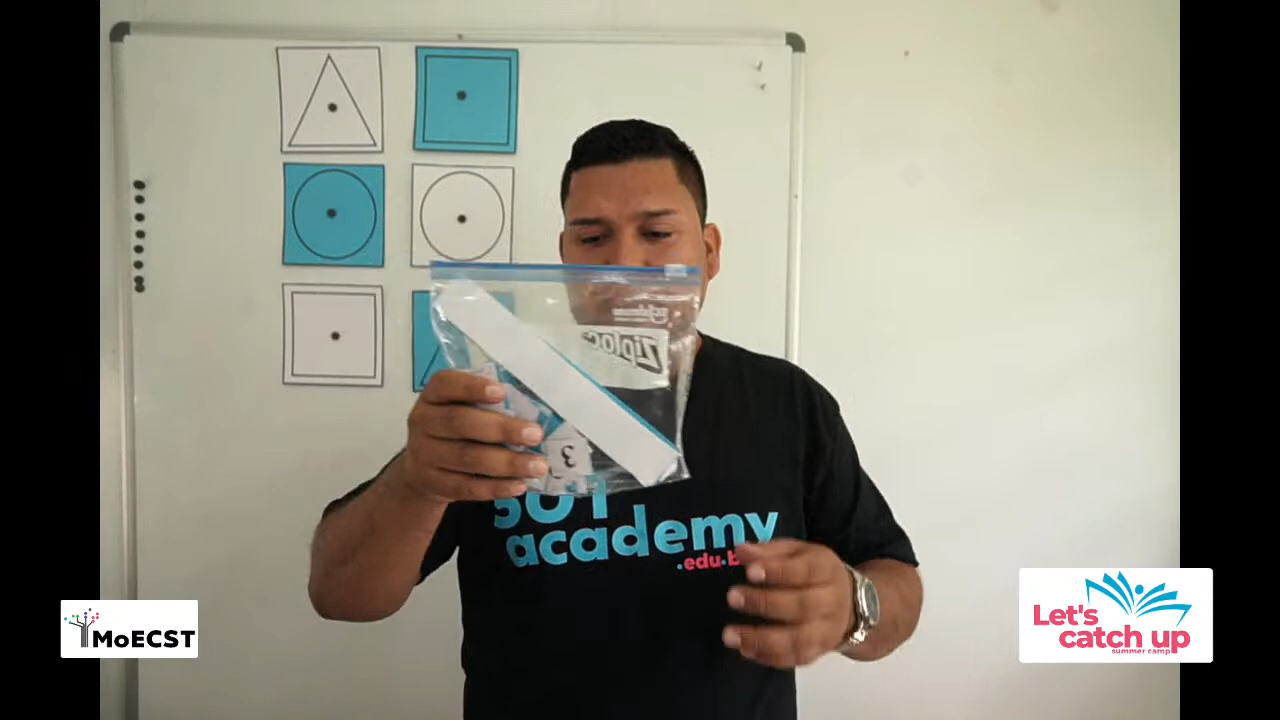 Ziploc
3
501
academy
.edu.b
MoECST
Let's
catch up
summer camp